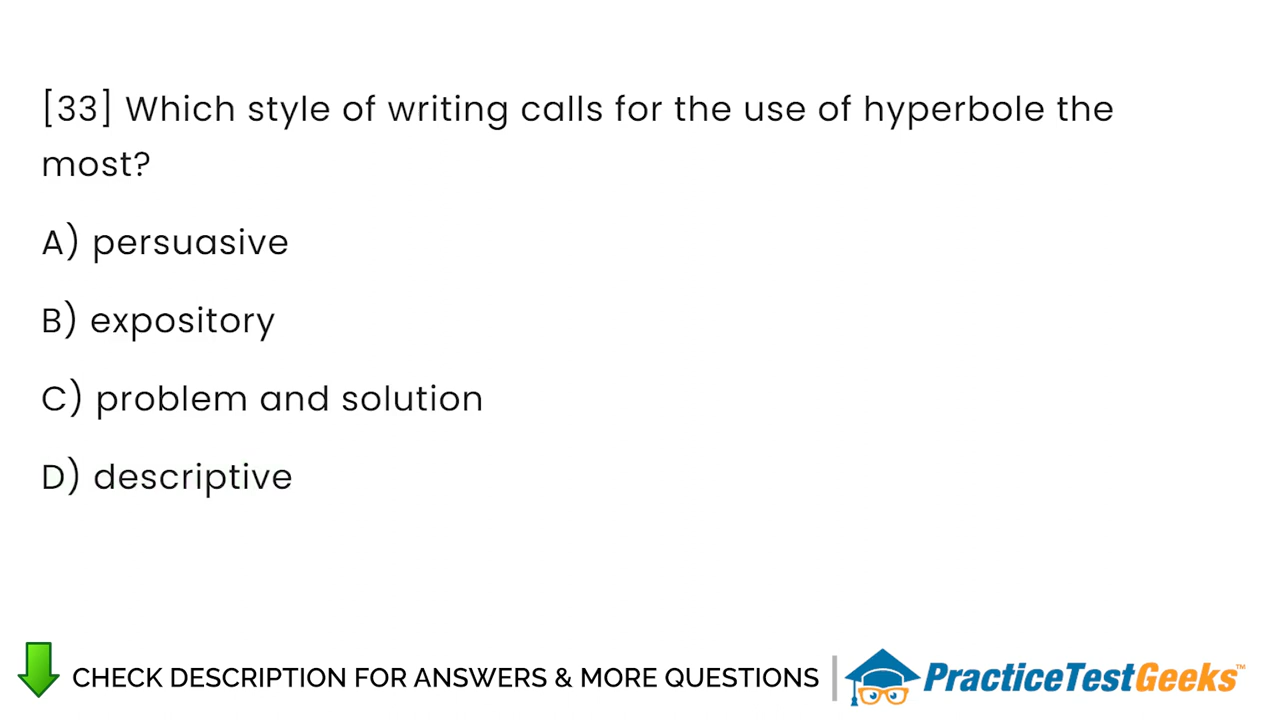 [33] Which style of writing calls for the use of hyperbole the
most?
A) persuasive
B) expository
C) problem and solution
D) descriptive
CHECK DESCRIPTION FOR ANSWERS & MORE QUESTIONS
PracticeTestGeeks™